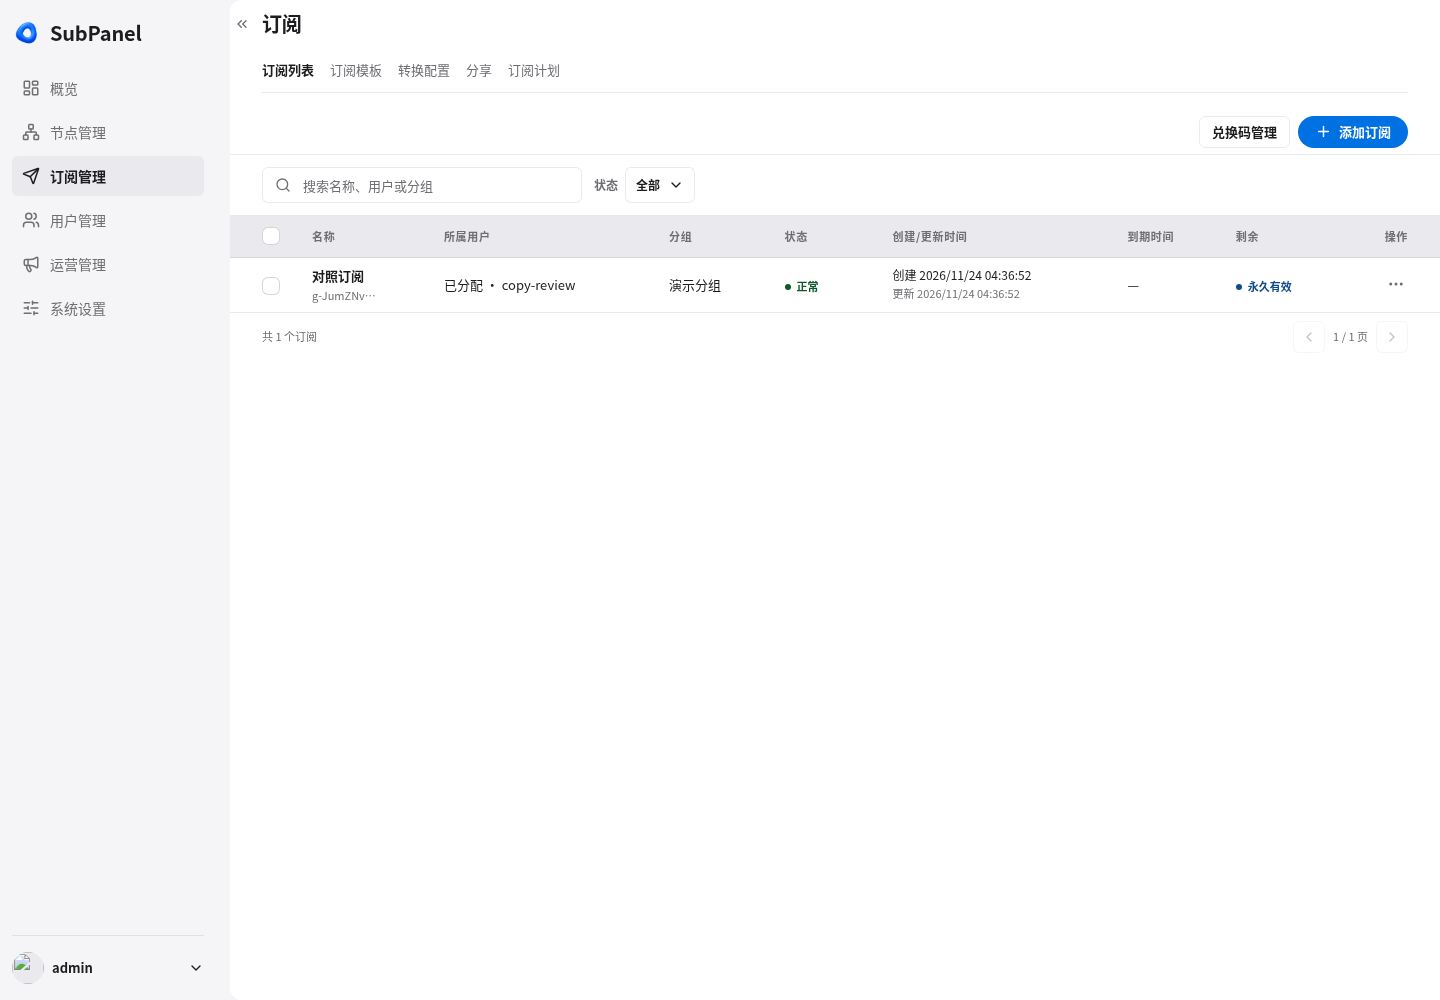 SubPanel
概览
节点管理
订阅管理
用户管理
运营管理
系统设置
admin
订阅
订阅列表 订阅模板 转换配置 分享 订阅计划
兑换码管理 添加订阅
搜索名称、用户或分组 状态 全部
名称 所属用户 分组 状态 创建/更新时间 到期时间 剩余 操作
对照订阅 已分配 · copy-review 演示分组 正常 创建 2026/11/24 04:36:52 — 永久有效
g-JumZNv··· 更新 2026/11/24 04:36:52
共 1 个订阅 1 / 1 页